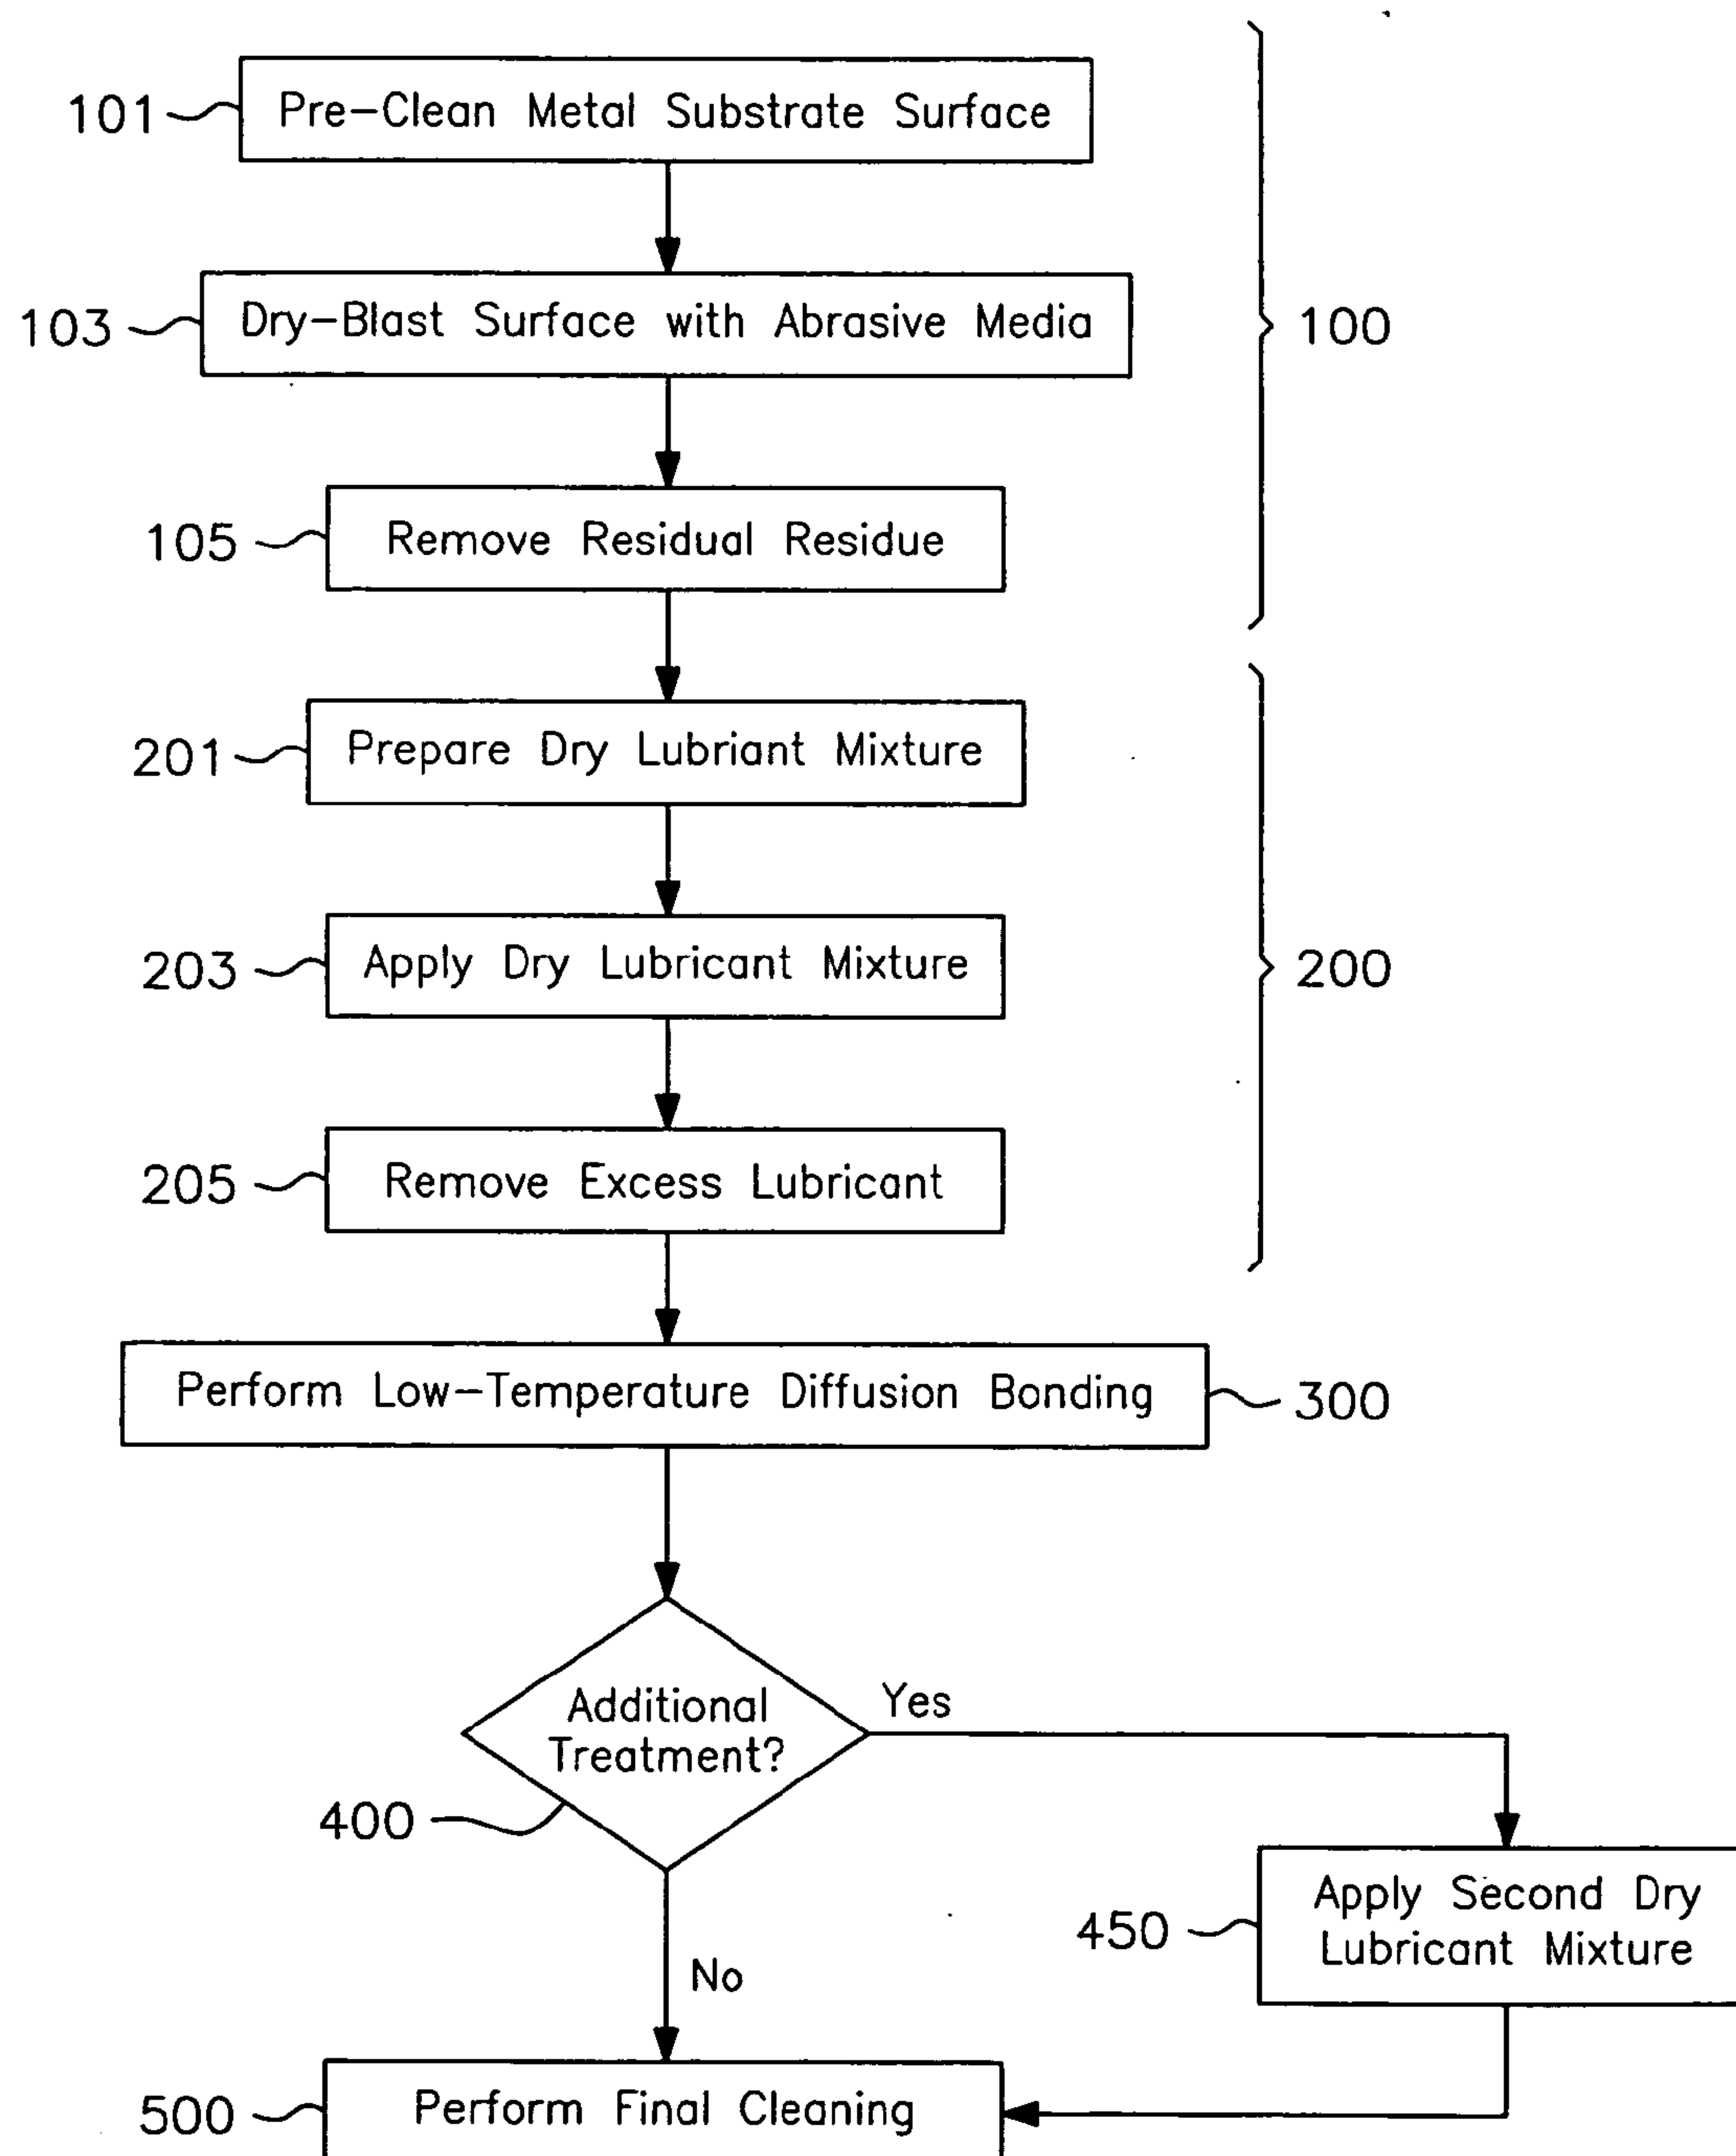 101
Pre-Clean Metal Substrate Surface
103
Dry-Blast Surface with Abrasive Media
100
105
Remove Residual Residue
201
Prepare Dry Lubriant Mixture
203
Apply Dry Lubricant Mixture
200
205
Remove Excess Lubricant
Perform Low-Temperature Diffusion Bonding
300
Additional
Treatment?
Yes
400
450
Apply Second Dry
Lubricant Mixture
No
500
Perform Final Cleaning